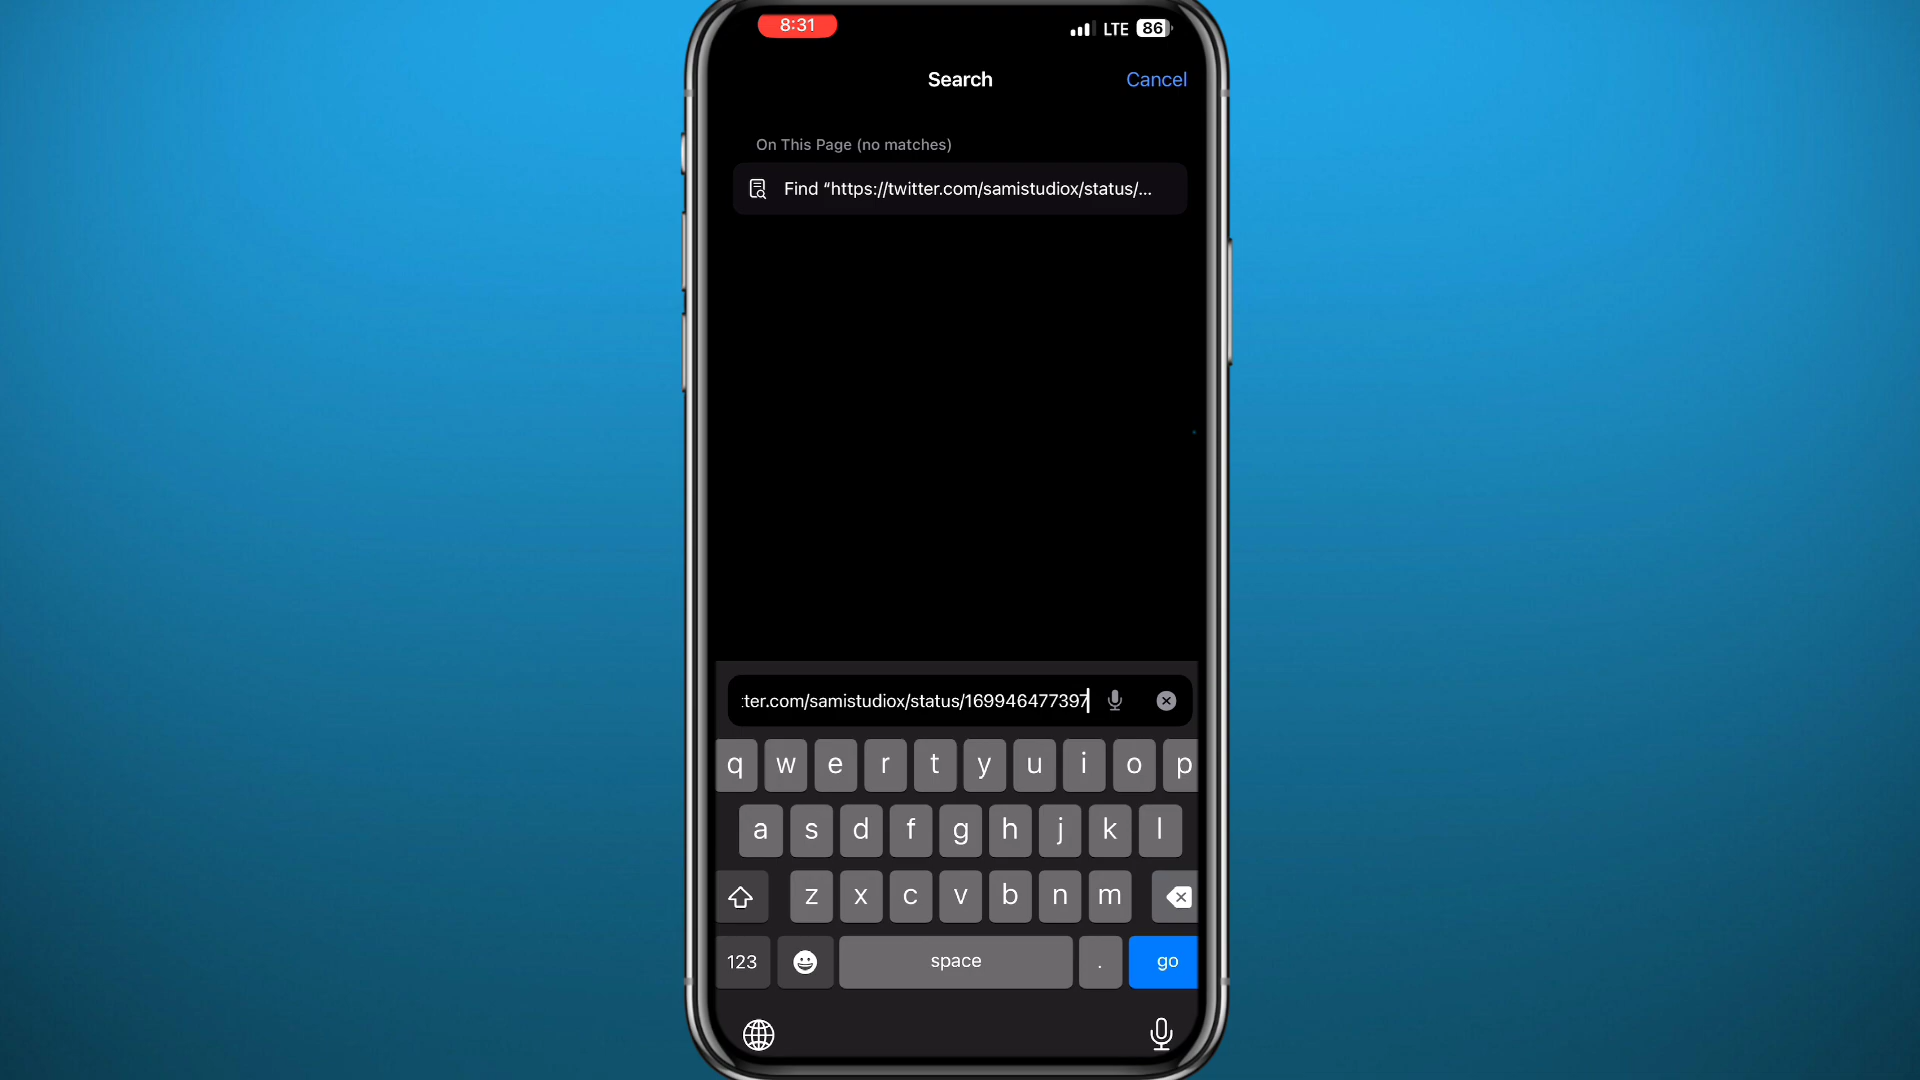 8:31
LTE 86
Search
Cancel
On This Page (no matches)
Find “https://twitter.com/samistudiox/status/...
ter.com/samistudiox/status/169946477397
q w e r t y u i o p
a s d f g h j k l
z x c v b n m
123 space . go